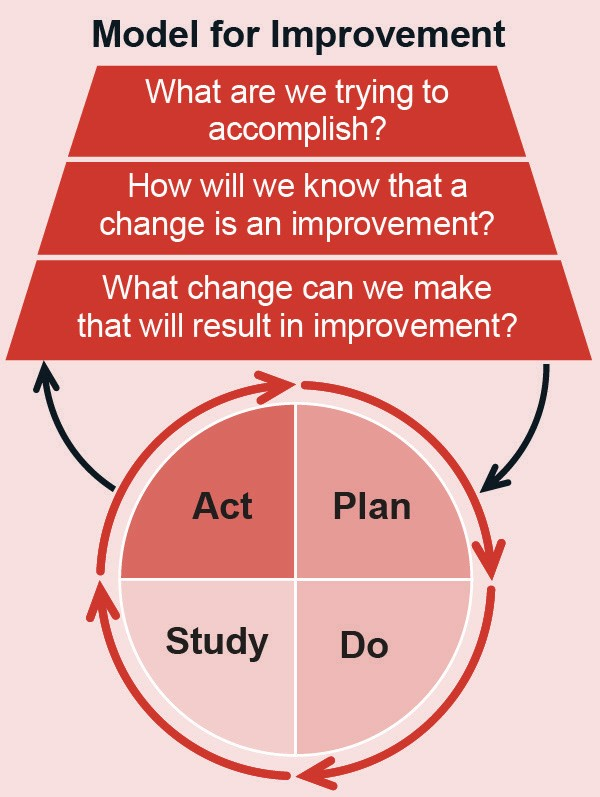 Model for Improvement
What are we trying to
accomplish?
How will we know that a
change is an improvement?
What change can we make
that will result in improvement?
Act
Plan
Study
Do